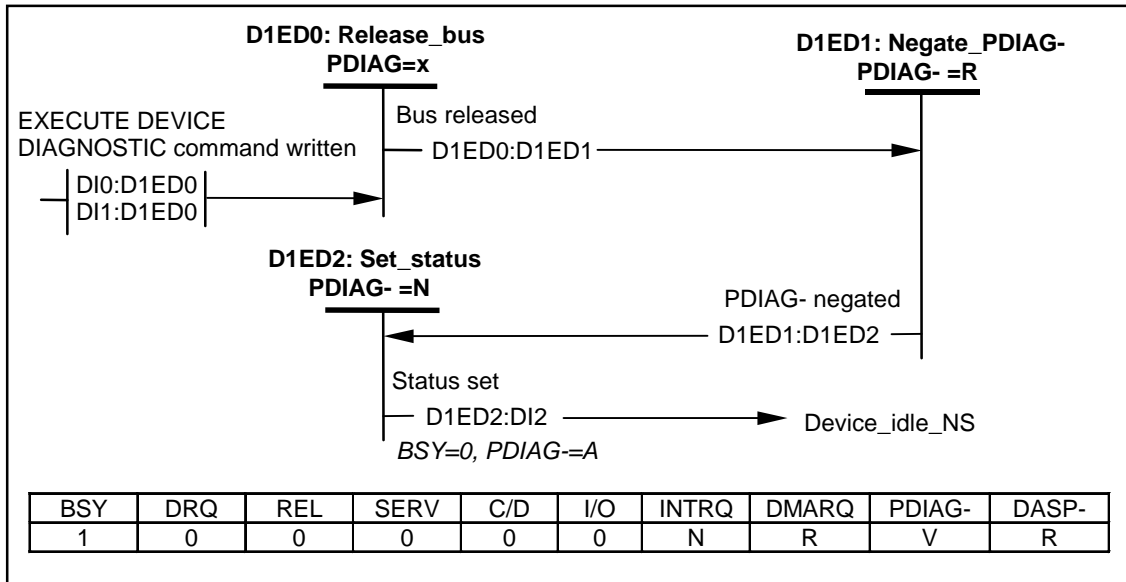 D1ED0: Release_bus
PDIAG=x
D1ED1: Negate_PDIAG-
PDIAG- =R
EXECUTE DEVICE
DIAGNOSTIC command written
Bus released
D1ED0:D1ED1
DI0:D1ED0
DI1:D1ED0
D1ED2: Set_status
PDIAG- =N
PDIAG- negated
D1ED1:D1ED2
Status set
D1ED2:DI2
Device_idle_NS
BSY=0, PDIAG-=A
BSY DRQ REL SERV C/D I/O INTRQ DMARQ PDIAG- DASP-
1 0 0 0 0 0 N R V R